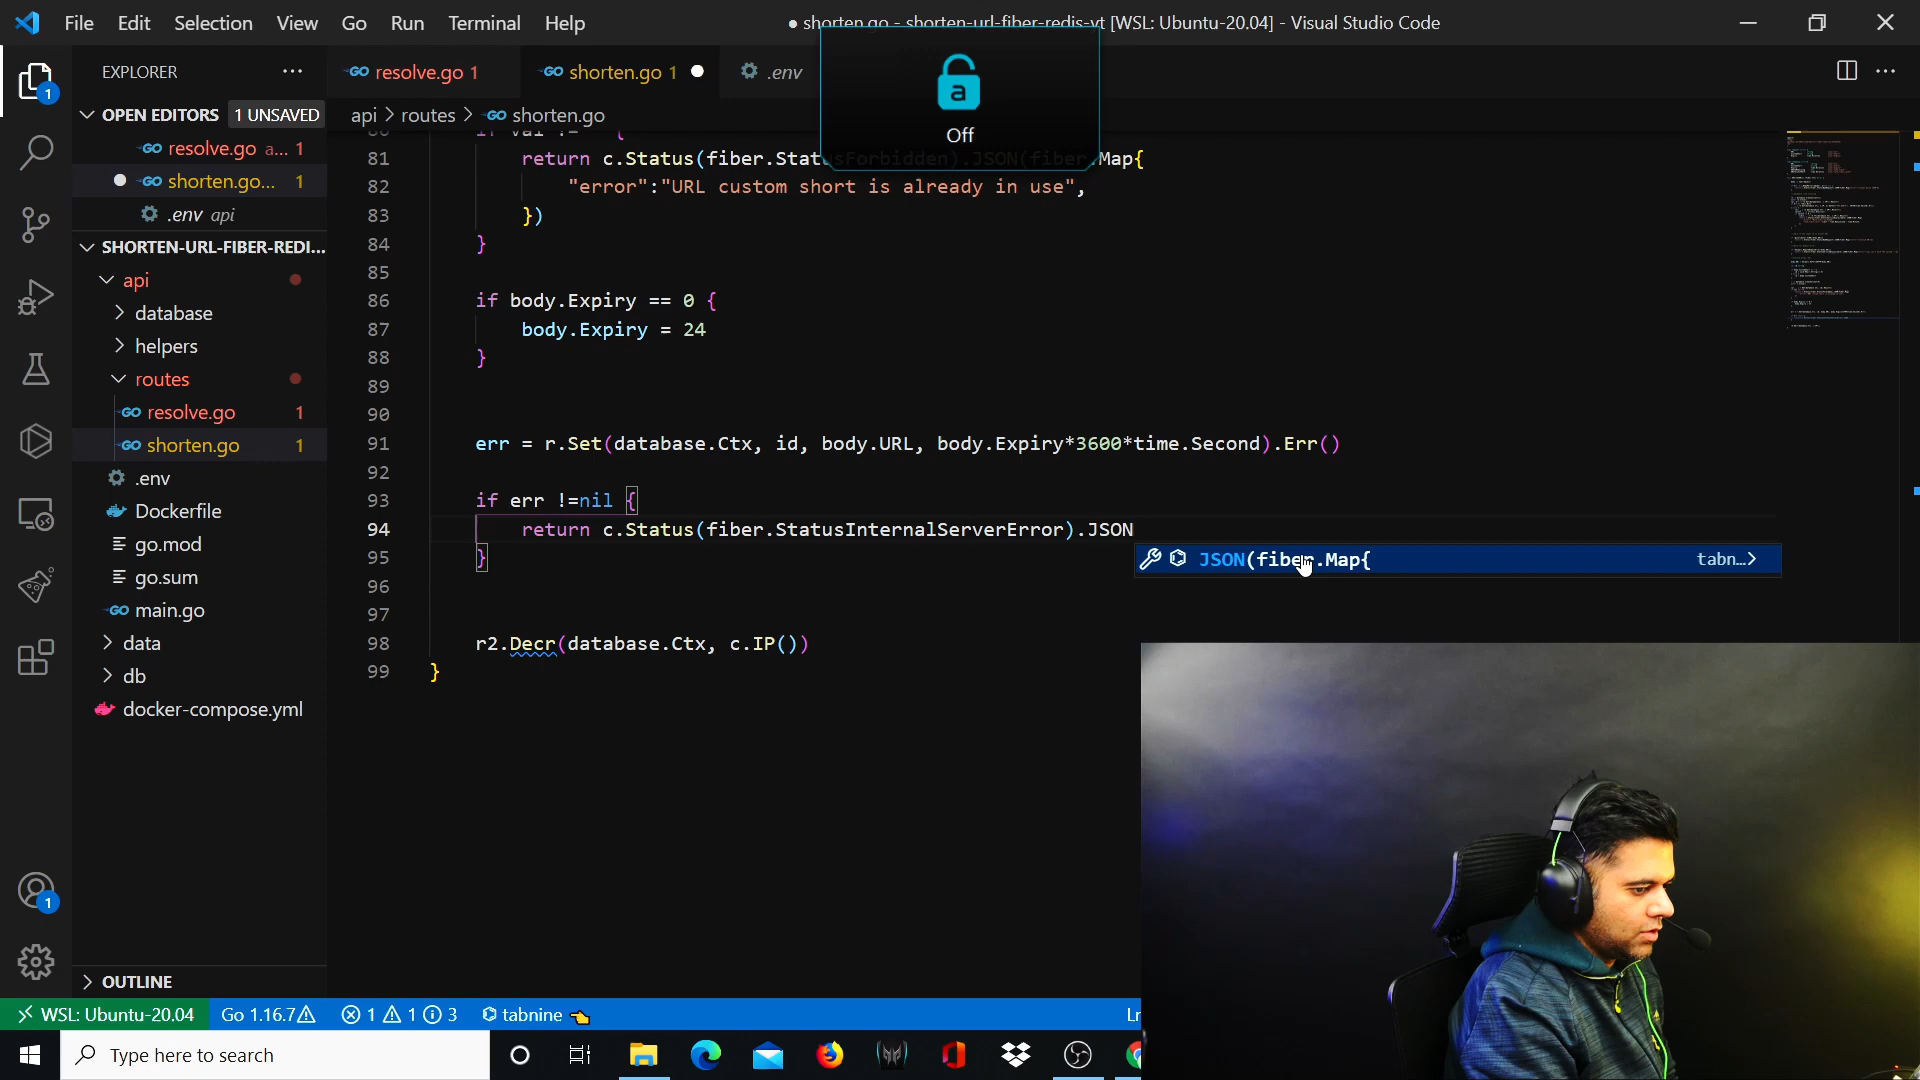 File Edit Selection View Go Run Terminal Help
● shorten.go - shorten-url-fiber-redis-yt [WSL: Ubuntu-20.04] - Visual Studio Code
EXPLORER
resolve.go 1
shorten.go 1
.env
a
Off
OPEN EDITORS
1 UNSAVED
api > routes > shorten.go
resolve.go a... 1
shorten.go... 1
.env api
SHORTEN-URL-FIBER-REDI...
api
database
helpers
routes
resolve.go 1
shorten.go 1
.env
Dockerfile
go.mod
go.sum
main.go
data
db
docker-compose.yml
OUTLINE
81 return c.Status(fiber.StatusForbidden).JSON(fiber.Map{
82 "error":"URL custom short is already in use",
83 })
84 }
85
86 if body.Expiry == 0 {
87 body.Expiry = 24
88 }
89
90
91 err = r.Set(database.Ctx, id, body.URL, body.Expiry*3600*time.Second).Err()
92
93 if err !=nil {
94 return c.Status(fiber.StatusInternalServerError).JSON
95 }
JSON(fiber.Map{ tabn...>
96
97
98 r2.Decr(database.Ctx, c.IP())
99 }
1
1
WSL: Ubuntu-20.04 Go 1.16.7 1 1 3 tabnine
Type here to search